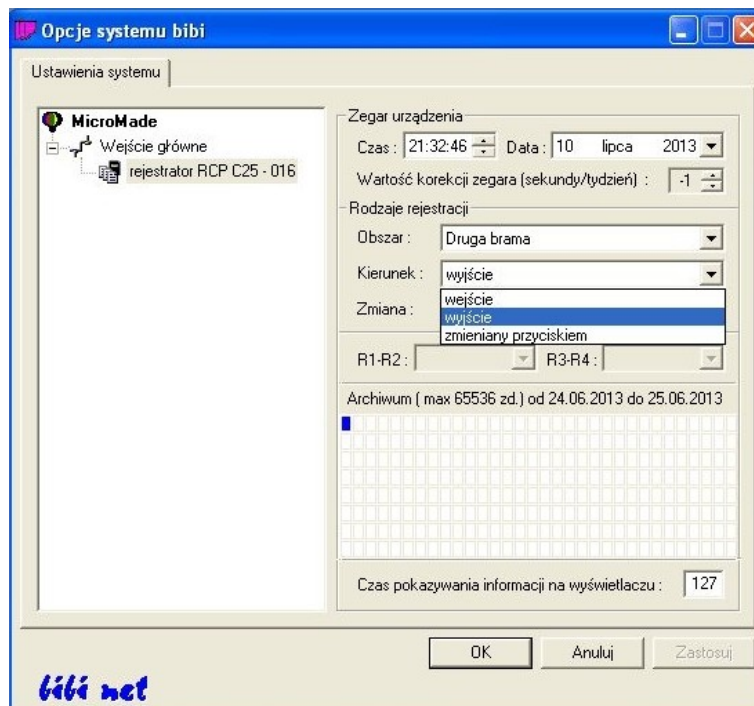 Opcje systemu bibi
Ustawienia systemu
MicroMade
Wejście główne
rejestrator RCP C25 - 016
Zegar urządzenia
Czas : 21:32:46 Data : 10 lipca 2013
Wartość korekcji zegara (sekundy/tydzień) : -1
Rodzaje rejestracji
Obszar : Druga brama
Kierunek : wyjście
wejście
wyjście
Zmiana :
zmieniany przyciskiem
R1-R2 : R3-R4 :
Archiwum ( max 65536 zd.) od 24.06.2013 do 25.06.2013
Czas pokazywania informacji na wyświetlaczu : 127
OK Anuluj Zastosuj
bibi net